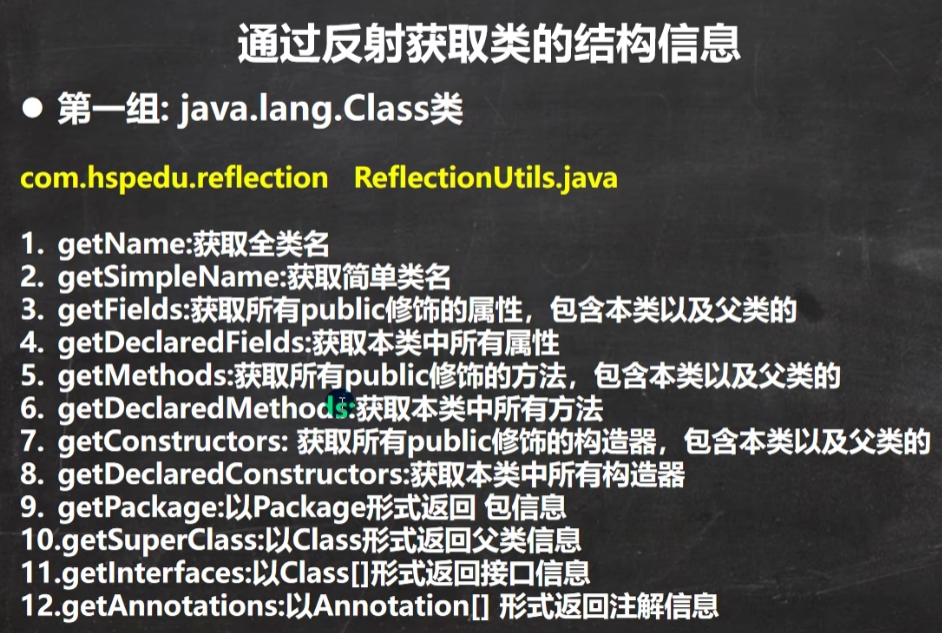 通过反射获取类的结构信息
● 第一组: java.lang.Class类
com.hspedu.reflection ReflectionUtils.java
1. getName:获取全类名
2. getSimpleName:获取简单类名
3. getFields:获取所有public修饰的属性，包含本类以及父类的
4. getDeclaredFields:获取本类中所有属性
5. getMethods:获取所有public修饰的方法，包含本类以及父类的
6. getDeclaredMethods:获取本类中所有方法
7. getConstructors: 获取所有public修饰的构造器，包含本类以及父类的
8. getDeclaredConstructors:获取本类中所有构造器
9. getPackage:以Package形式返回 包信息
10.getSuperClass:以Class形式返回父类信息
11.getInterfaces:以Class[]形式返回接口信息
12.getAnnotations:以Annotation[] 形式返回注解信息